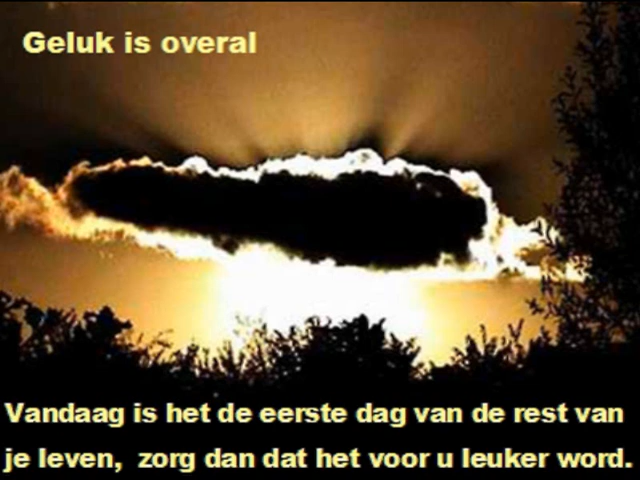 Geluk is overal
Vandaag is het de eerste dag van de rest van
je leven, zorg dan dat het voor u leuker word.